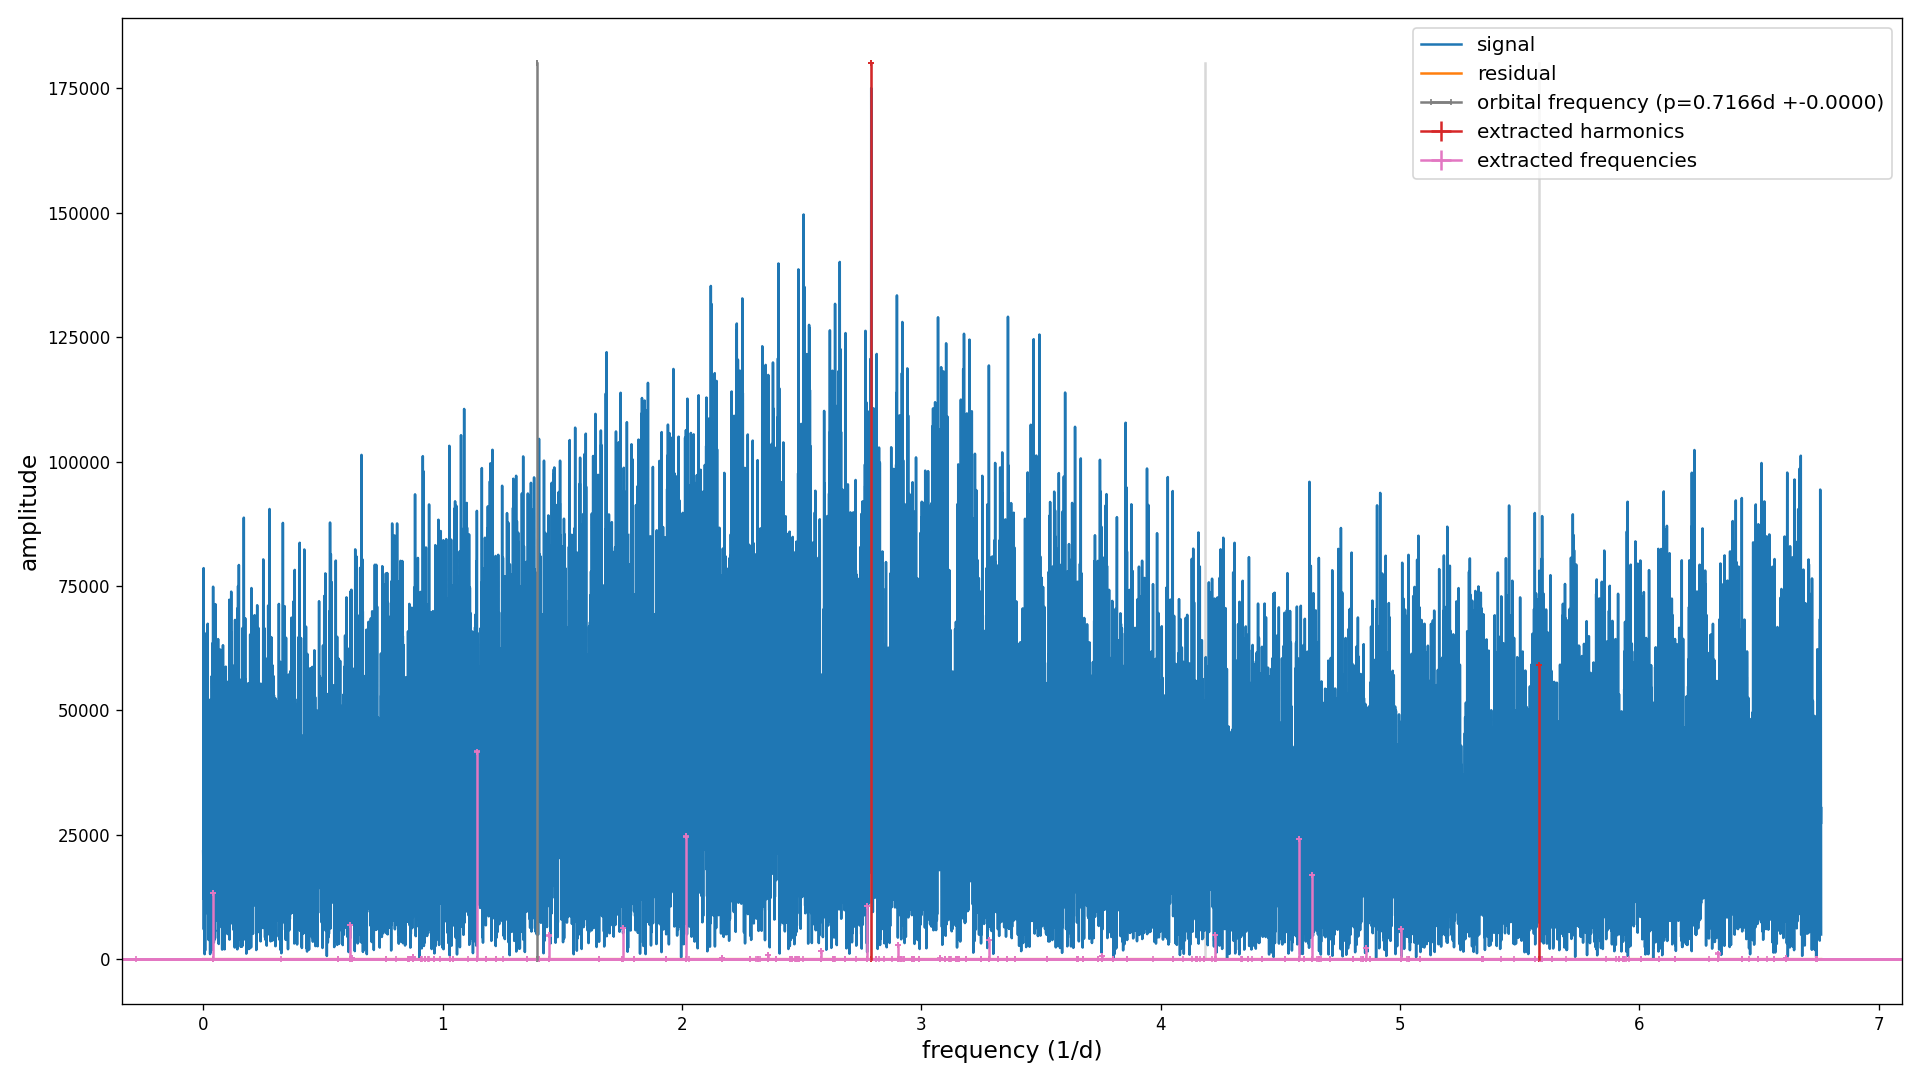 signal
residual
orbital frequency (p=0.7166d +-0.0000)
extracted harmonics
extracted frequencies
175000
150000
125000
100000
75000
50000
25000
0
amplitude
0 1 2 3 4 5 6 7
frequency (1/d)